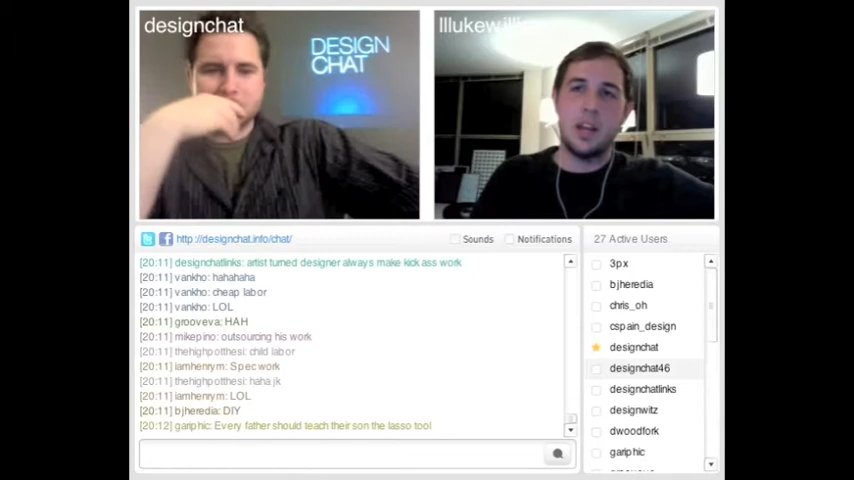 designchat
DESIGN
CHAT
http://designchat.info/chat/
Sounds
Notifications
27 Active Users
[20:11] designchatlinks: artist turned designer always make kick ass work
[20:11] vankho: hahahaha
[20:11] vankho: cheap labor
[20:11] vankho: LOL
[20:11] grooveva: HAH
[20:11] mikepino: outsourcing his work
[20:11] thehighpotthesi: child labor
[20:11] iamhenrym: Spec work
[20:11] thehighpotthesi: haha jk
[20:11] iamhenrym: LOL
[20:11] bjheredia: DIY
[20:12] gariphic: Every father should teach their son the lasso tool
3px
bjheredia
chris_oh
cspain_design
designchat
designchat46
designchatlinks
designwitz
dwoodfork
gariphic